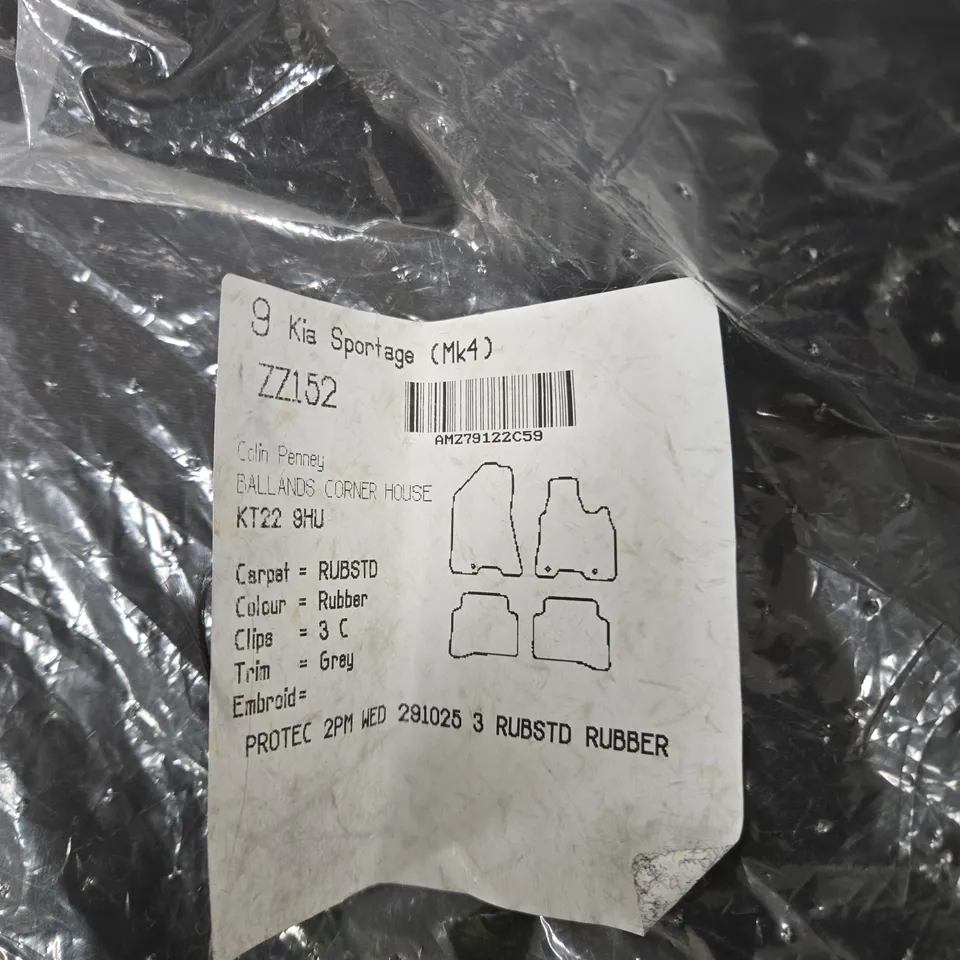 9 Kia Sportage (Mk4)
ZZ152
AMZ79122C59
Colin Penney
BALLANDS CORNER HOUSE
KT22 9HU
Carpet = RUBSTD
Colour = Rubber
Clips = 3 C
Trim = Grey
Embroid=
PROTEC 2PM WED 291025 3 RUBSTD RUBBER